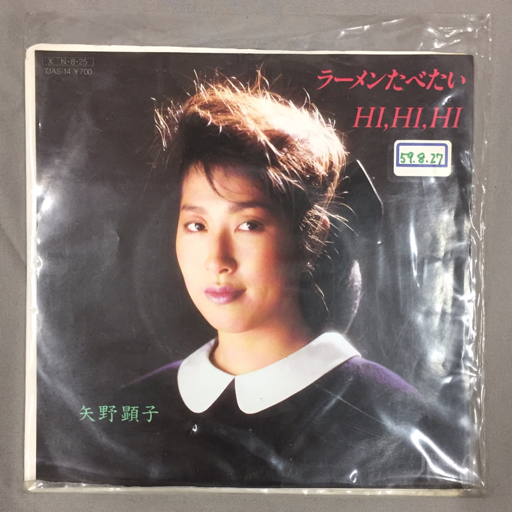 X N・8・25
DAS-14 ¥700
ラーメンたべたい
HI, HI, HI
59.8.27
矢野顕子